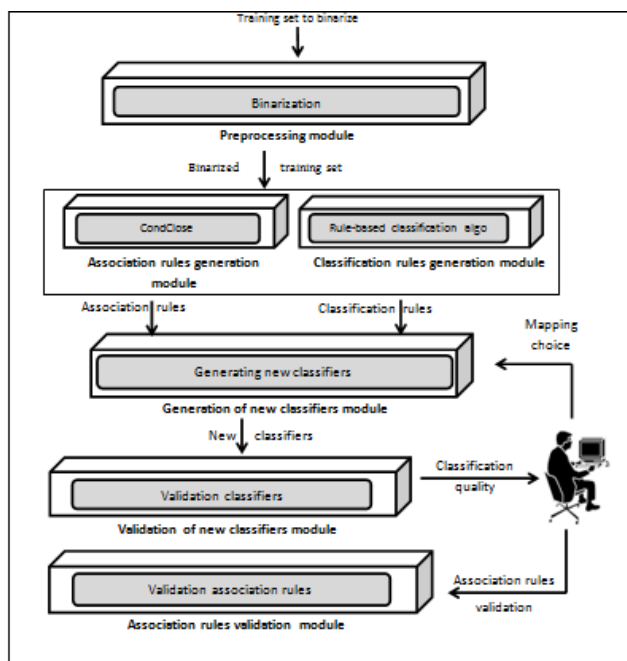 Training set to binarize
Binarization
Preprocessing module
Binarized training set
CondClose
Rule-based classification algo
Association rules generation
module
Classification rules generation module
Association rules
Classification rules
Mapping
choice
Generating new classifiers
Generation of new classifiers module
New classifiers
Classification
quality
Validation classifiers
Validation of new classifiers module
Validation association rules
Association rules
validation
Association rules validation module